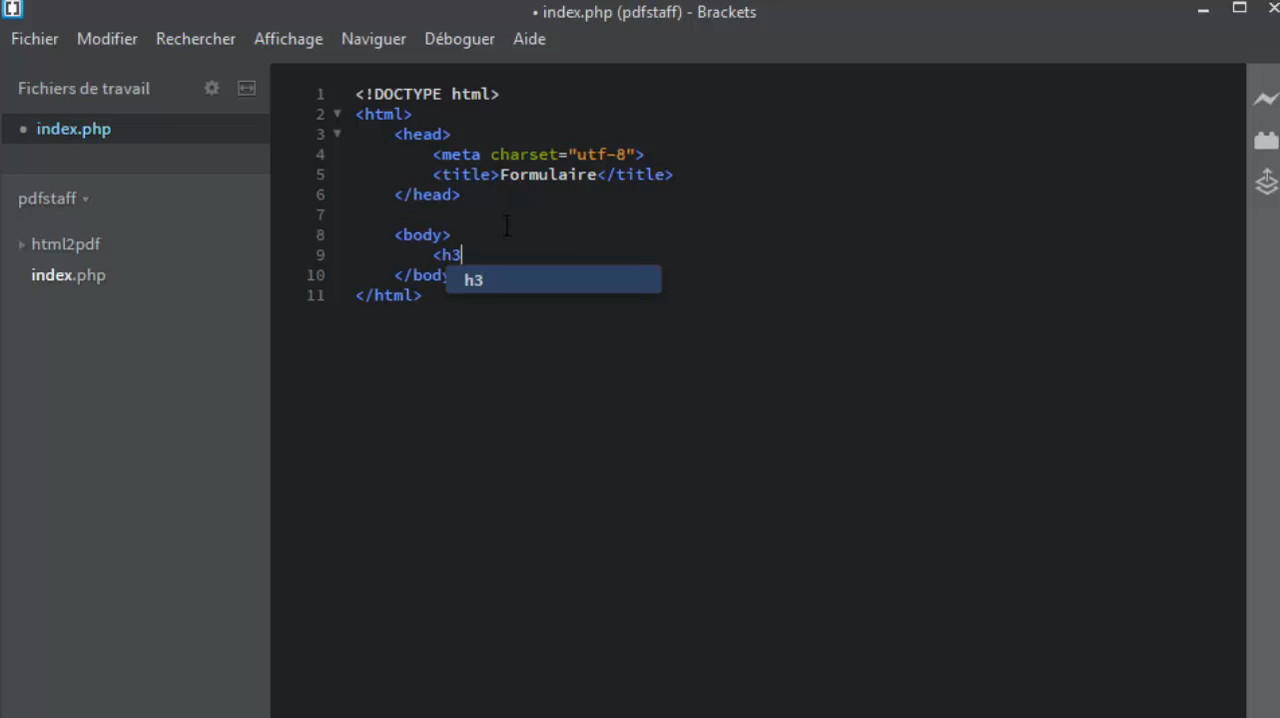 • index.php (pdfstaff) - Brackets
Fichier Modifier Rechercher Affichage Naviguer Déboguer Aide
Fichiers de travail
• index.php
pdfstaff
html2pdf
index.php
1 <!DOCTYPE html>
2 <html>
3 <head>
4 <meta charset="utf-8">
5 <title>Formulaire</title>
6 </head>
7
8 <body>
9 <h3
h3
10 </body
11 </html>